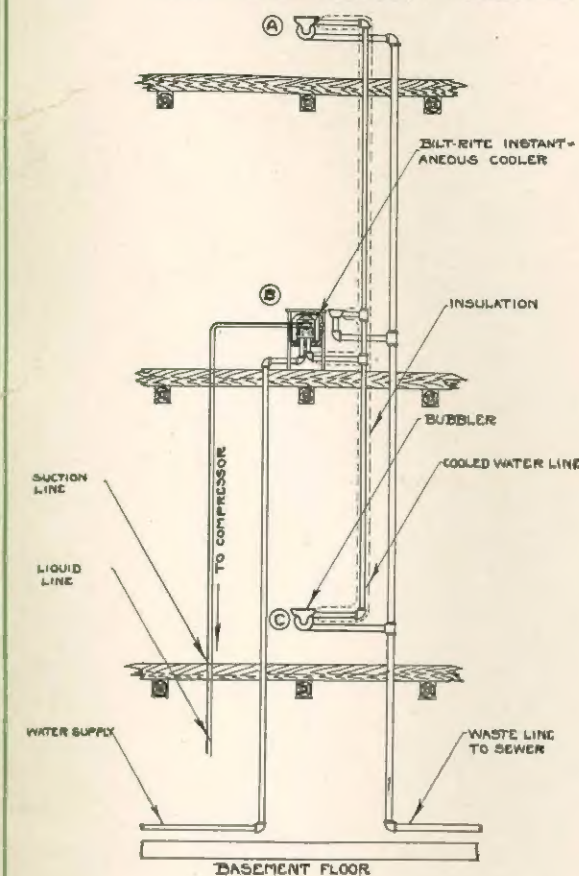 A
BILT-RITE INSTANT-
ANEOUS COOLER
B
INSULATION
BUBBLER
COOLED WATER LINE
SUCTION
LINE
TO COMPRESSOR
LIQUID
LINE
C
WATER SUPPLY
WASTE LINE
TO SEWER
BASEMENT FLOOR